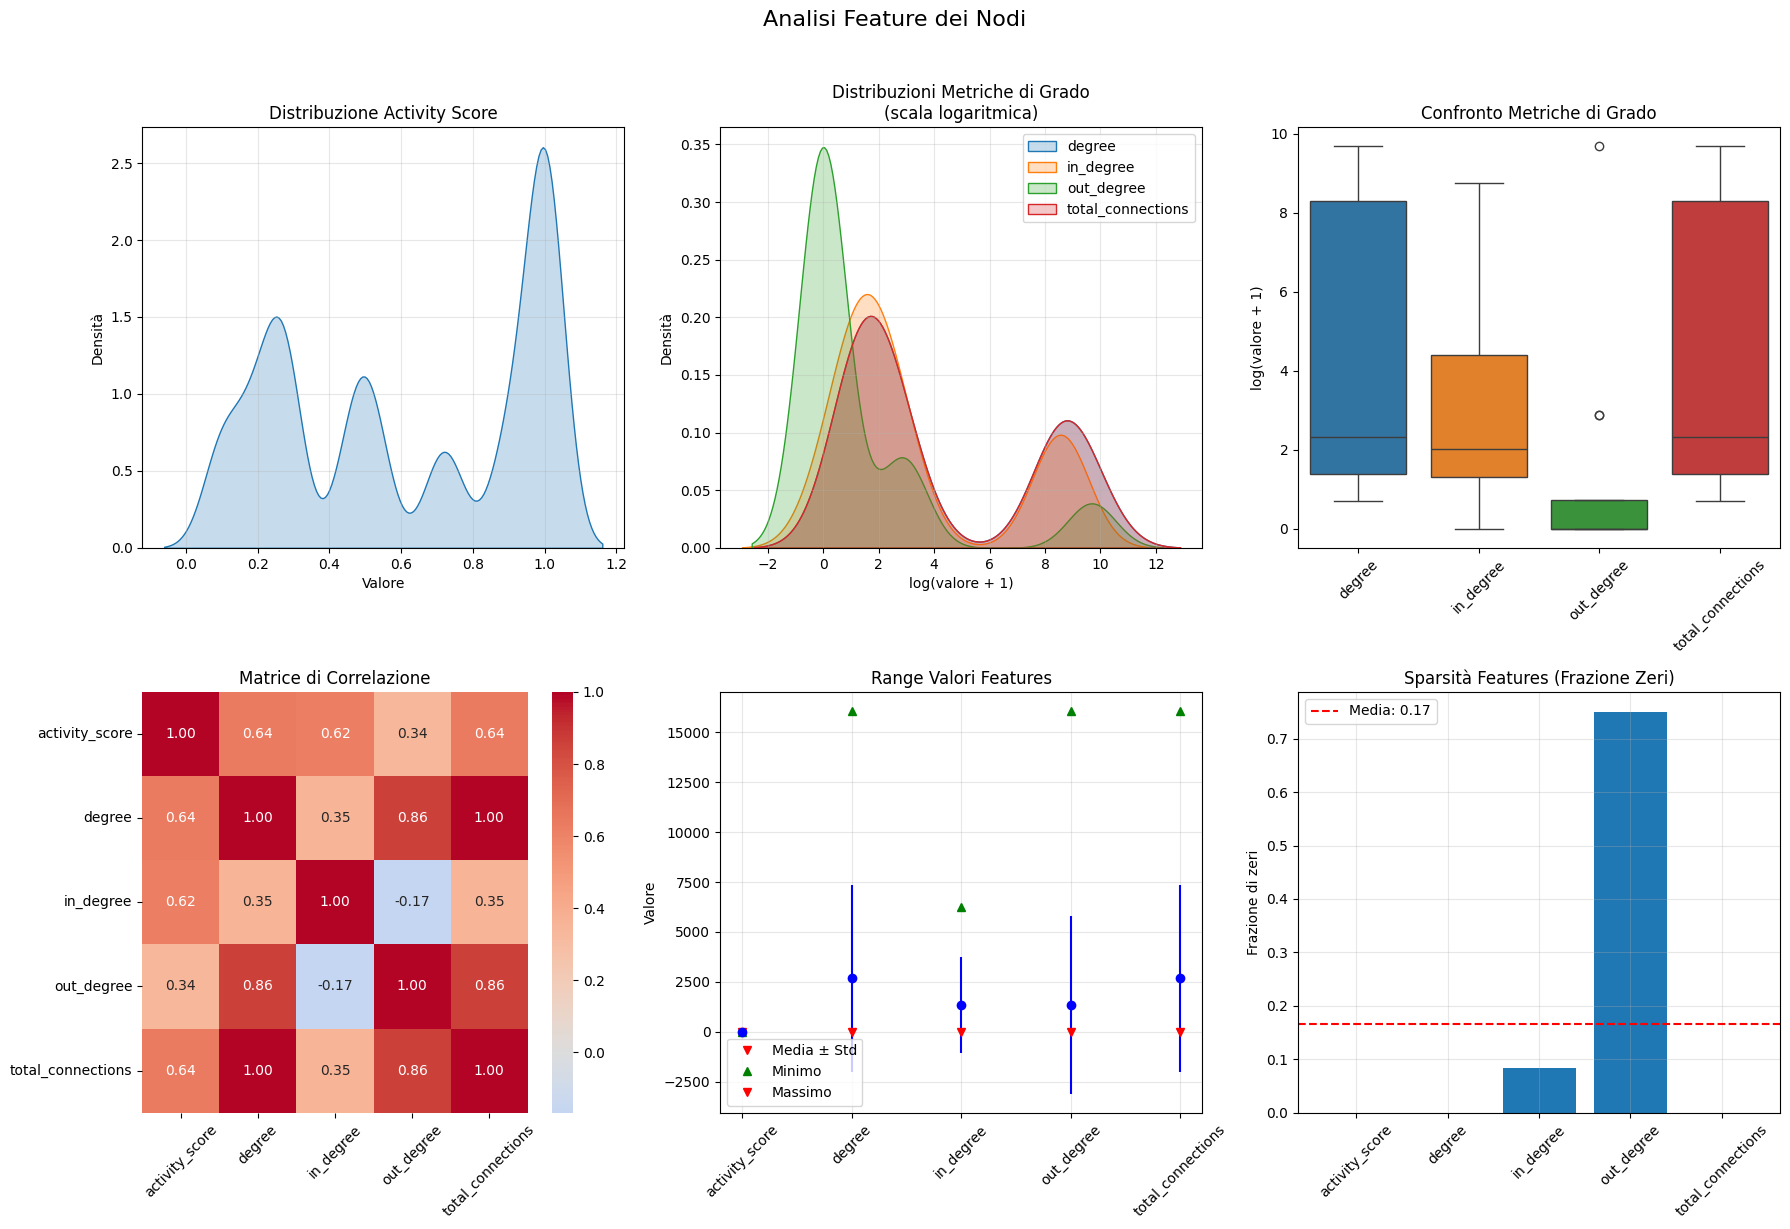 Analisi Feature dei Nodi
Distribuzione Activity Score
2.5
2.0
1.5
1.0
0.5
0.0
Densità
0.0 0.2 0.4 0.6 0.8 1.0 1.2
Valore
Distribuzioni Metriche di Grado
(scala logaritmica)
degree
in_degree
out_degree
total_connections
0.35
0.30
0.25
0.20
0.15
0.10
0.05
0.00
Densità
−2 0 2 4 6 8 10 12
log(valore + 1)
Confronto Metriche di Grado
10
8
6
4
2
0
log(valore + 1)
degree in_degree out_degree total_connections
Matrice di Correlazione
activity_score 1.00 0.64 0.62 0.34 0.64
degree 0.64 1.00 0.35 0.86 1.00
in_degree 0.62 0.35 1.00 -0.17 0.35
out_degree 0.34 0.86 -0.17 1.00 0.86
total_connections 0.64 1.00 0.35 0.86 1.00
activity_score degree in_degree out_degree total_connections
1.0
0.8
0.6
0.4
0.2
0.0
Range Valori Features
15000
12500
10000
7500
5000
2500
0
−2500
Valore
Media ± Std
Minimo
Massimo
activity_score degree in_degree out_degree total_connections
Sparsità Features (Frazione Zeri)
Media: 0.17
0.7
0.6
0.5
0.4
0.3
0.2
0.1
0.0
Frazione di zeri
activity_score degree in_degree out_degree total_connections